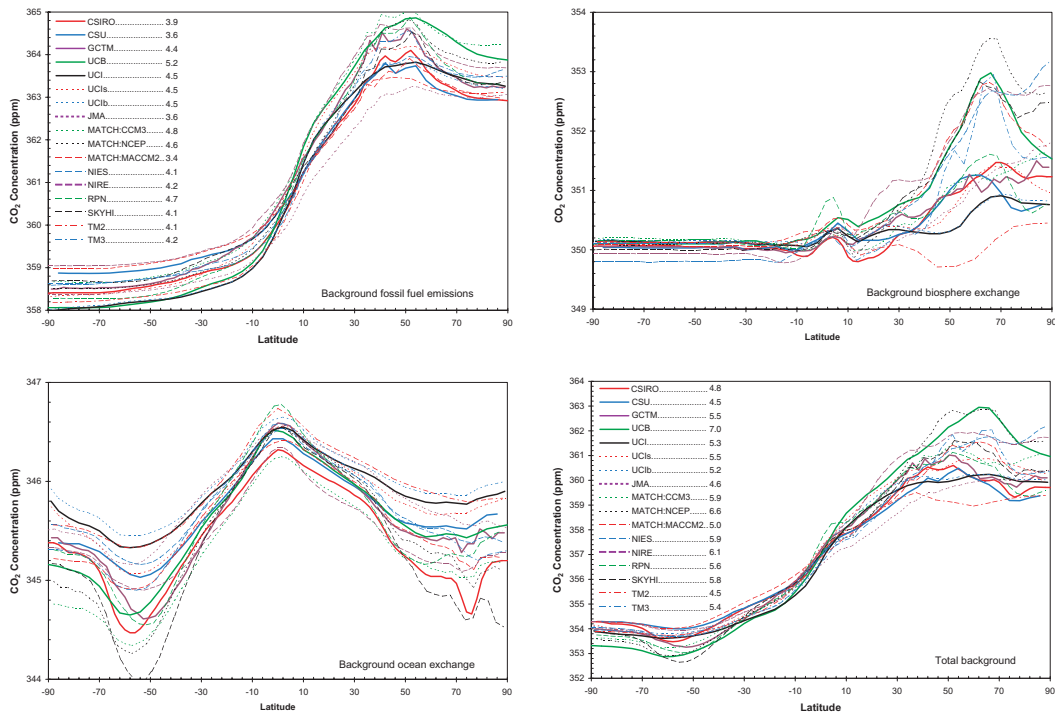 365
364
363
362
361
360
359
358
CO2 Concentration (ppm)
CSIRO 3.9
CSU 3.6
GCTM 4.4
UCB 5.2
UCI 4.5
UCIs 4.5
UCIb 4.5
JMA 3.6
MATCH:CCM3 4.8
MATCH:NCEP 4.6
MATCH:MACCM2 3.4
NIES 4.1
NIRE 4.2
RPN 4.7
SKYHI 4.1
TM2 4.1
TM3 4.2
Background fossil fuel emissions
-90 -70 -50 -30 -10 10 30 50 70 90
Latitude
354
353
352
351
350
349
CO2 Concentration (ppm)
Background biosphere exchange
-90 -70 -50 -30 -10 10 30 50 70 90
Latitude
347
346
345
344
CO2 Concentration (ppm)
Background ocean exchange
-90 -70 -50 -30 -10 10 30 50 70 90
Latitude
364
363
362
361
360
359
357
356
355
354
353
352
CO2 Concentration (ppm)
CSIRO 4.8
CSU 4.5
GCTM 5.5
UCB 7.0
UCI 5.3
UCIs 5.5
UCIb 5.2
JMA 4.6
MATCH:CCM3 5.9
MATCH:NCEP 6.6
MATCH:MACCM2 5.0
NIES 5.9
NIRE 6.1
RPN 5.6
SKYHI 5.8
TM2 4.5
TM3 5.4
Total background
-90 -70 -50 -30 -10 10 30 50 70 90
Latitude